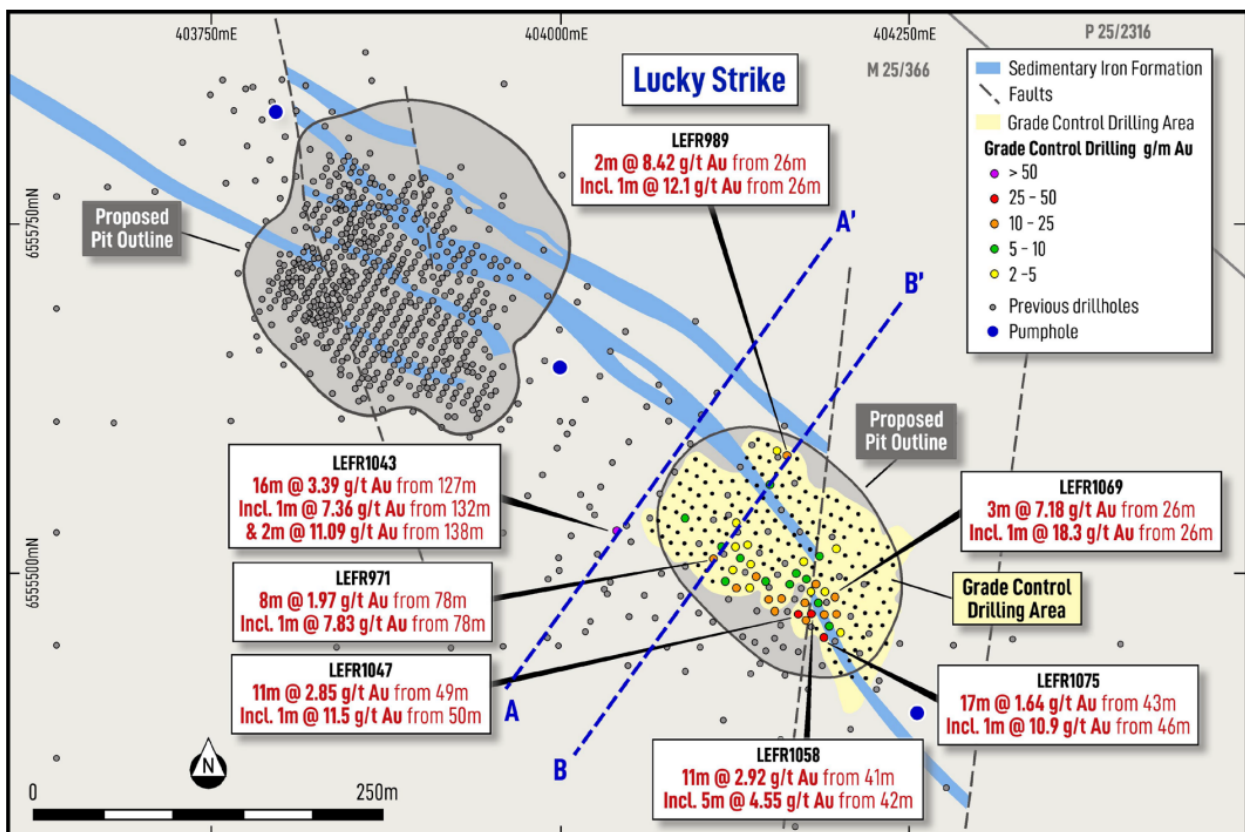 403750mE
404000mE
404250mE
P 25/2316
M 25/366
Lucky Strike
Sedimentary Iron Formation
Faults
Grade Control Drilling Area
Grade Control Drilling g/m Au
> 50
25 - 50
10 - 25
5 - 10
2 - 5
Previous drillholes
Pumphole
LEFR989
2m @ 8.42 g/t Au from 26m
Incl. 1m @ 12.1 g/t Au from 26m
6555750mN
Proposed
Pit Outline
A'
B'
Proposed
Pit Outline
LEFR1043
16m @ 3.39 g/t Au from 127m
Incl. 1m @ 7.36 g/t Au from 132m
& 2m @ 11.09 g/t Au from 138m
LEFR1069
3m @ 7.18 g/t Au from 26m
Incl. 1m @ 18.3 g/t Au from 26m
6555500mN
LEFR971
8m @ 1.97 g/t Au from 78m
Incl. 1m @ 7.83 g/t Au from 78m
Grade Control
Drilling Area
LEFR1047
11m @ 2.85 g/t Au from 49m
Incl. 1m @ 11.5 g/t Au from 50m
A
LEFR1075
17m @ 1.64 g/t Au from 43m
Incl. 1m @ 10.9 g/t Au from 46m
B
LEFR1058
11m @ 2.92 g/t Au from 41m
Incl. 5m @ 4.55 g/t Au from 42m
N
0
250m